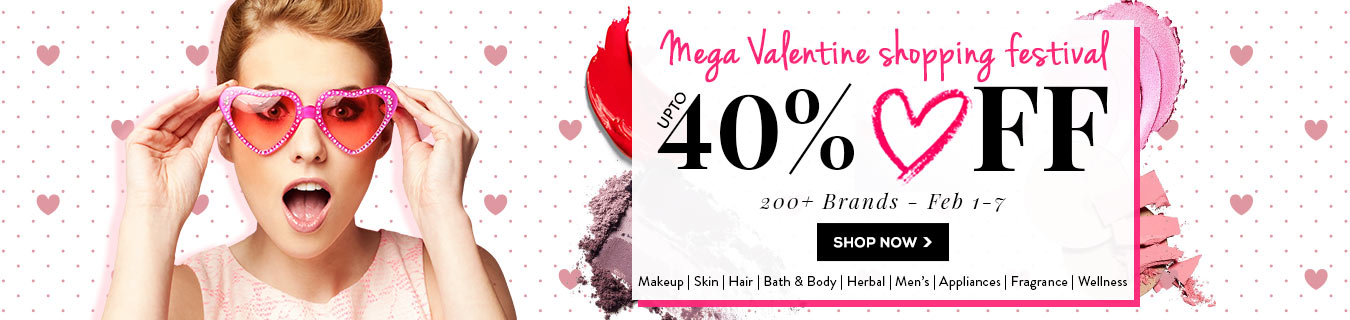 Mega Valentine shopping festival
UPTO
40% OFF
200+ Brands - Feb 1-7
SHOP NOW >
Makeup | Skin | Hair | Bath & Body | Herbal | Men's | Appliances | Fragrance | Wellness